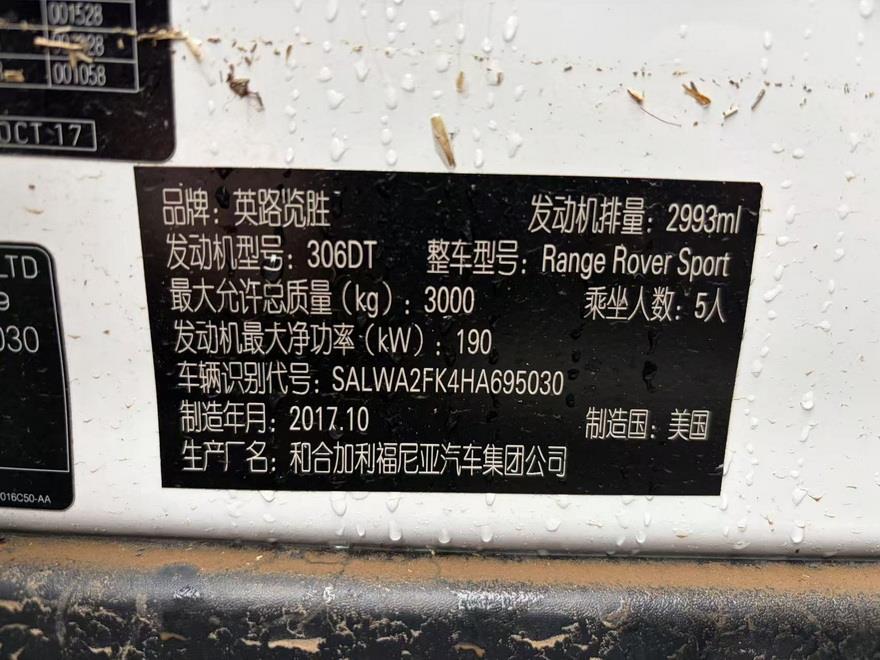 001528
001058
DCT 17
LTD
9
030
016C50-AA
品牌：英路览胜 发动机排量：2993ml
发动机型号：306DT 整车型号：Range Rover Sport
最大允许总质量（kg）：3000 乘坐人数：5人
发动机最大净功率（kW）：190
车辆识别代号：SALWA2FK4HA695030
制造年月：2017.10 制造国：美国
生产厂名：和合加利福尼亚汽车集团公司